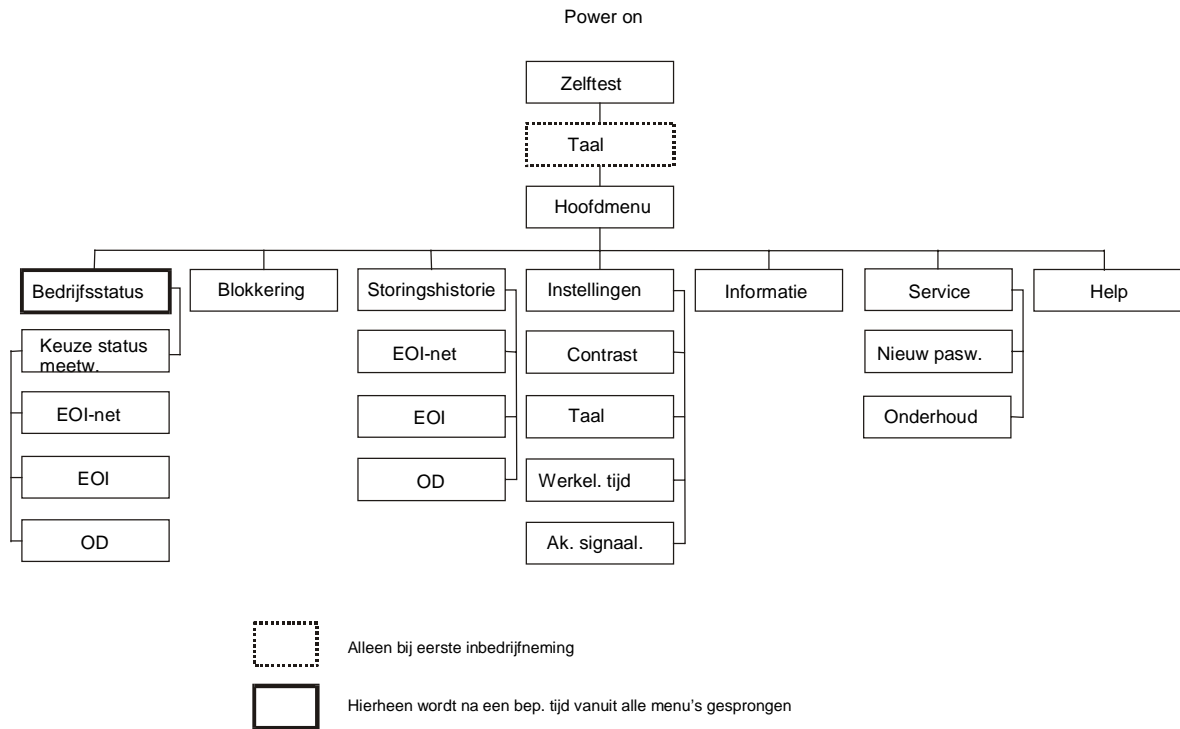 Power on
Zelftest
Taal
Hoofdmenu
Bedrijfsstatus
Blokkering
Storingshistorie
Instellingen
Informatie
Service
Help
Keuze status
meetw.
EOI-net
EOI
OD
EOI-net
EOI
OD
Contrast
Taal
Werkel. tijd
Ak. signaal.
Nieuw pasw.
Onderhoud
Alleen bij eerste inbedrijfneming
Hierheen wordt na een bep. tijd vanuit alle menu's gesprongen